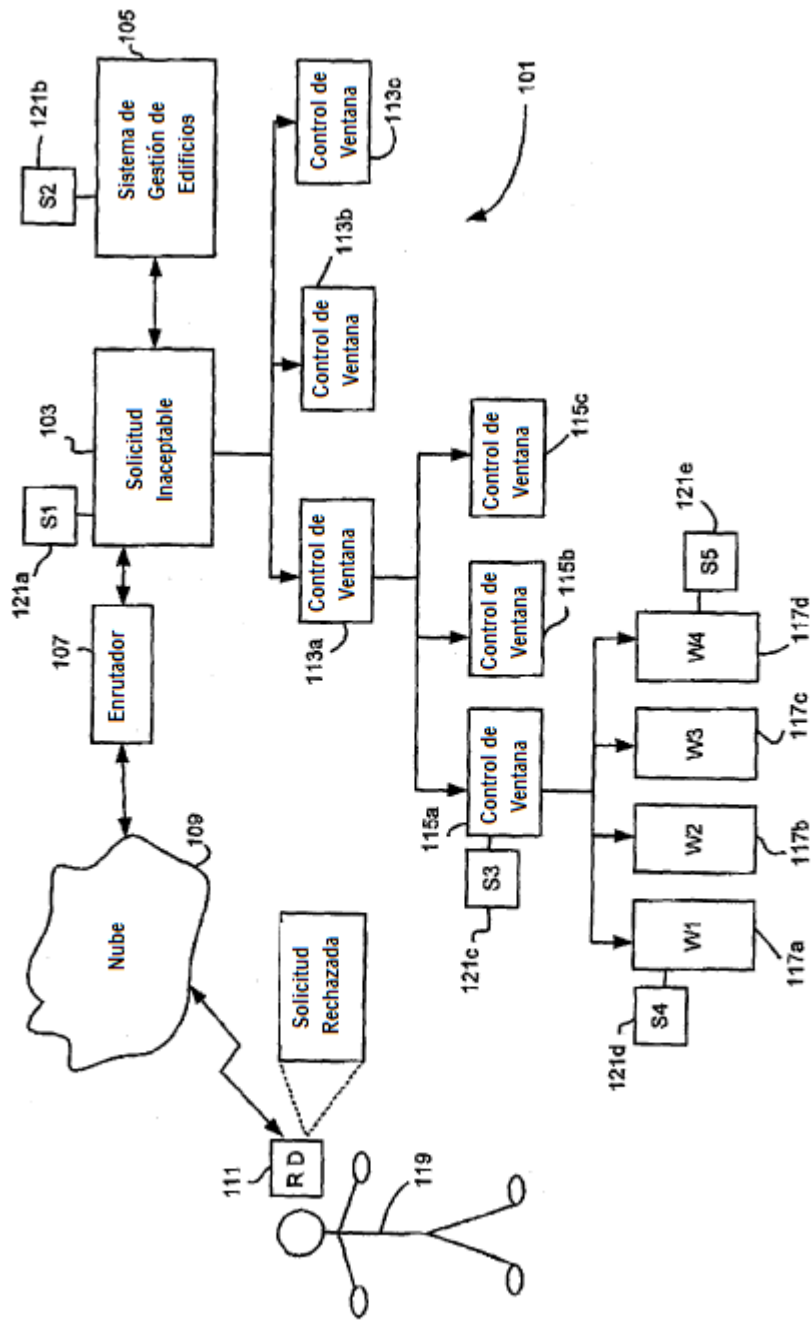 105
121b
S2
Sistema de
Gestión de
Edificios
103
S1
121a
Solicitud
Inaceptable
107
Enrutador
109
Nube
Control de
Ventana
113c
Control de
Ventana
113b
Control de
Ventana
113a
101
Control de
Ventana
115c
Control de
Ventana
115b
Control de
Ventana
115a
S3
121c
121e
S5
W4
117d
W3
117c
W2
117b
W1
117a
S4
121d
Solicitud
Rechazada
111
R D
119